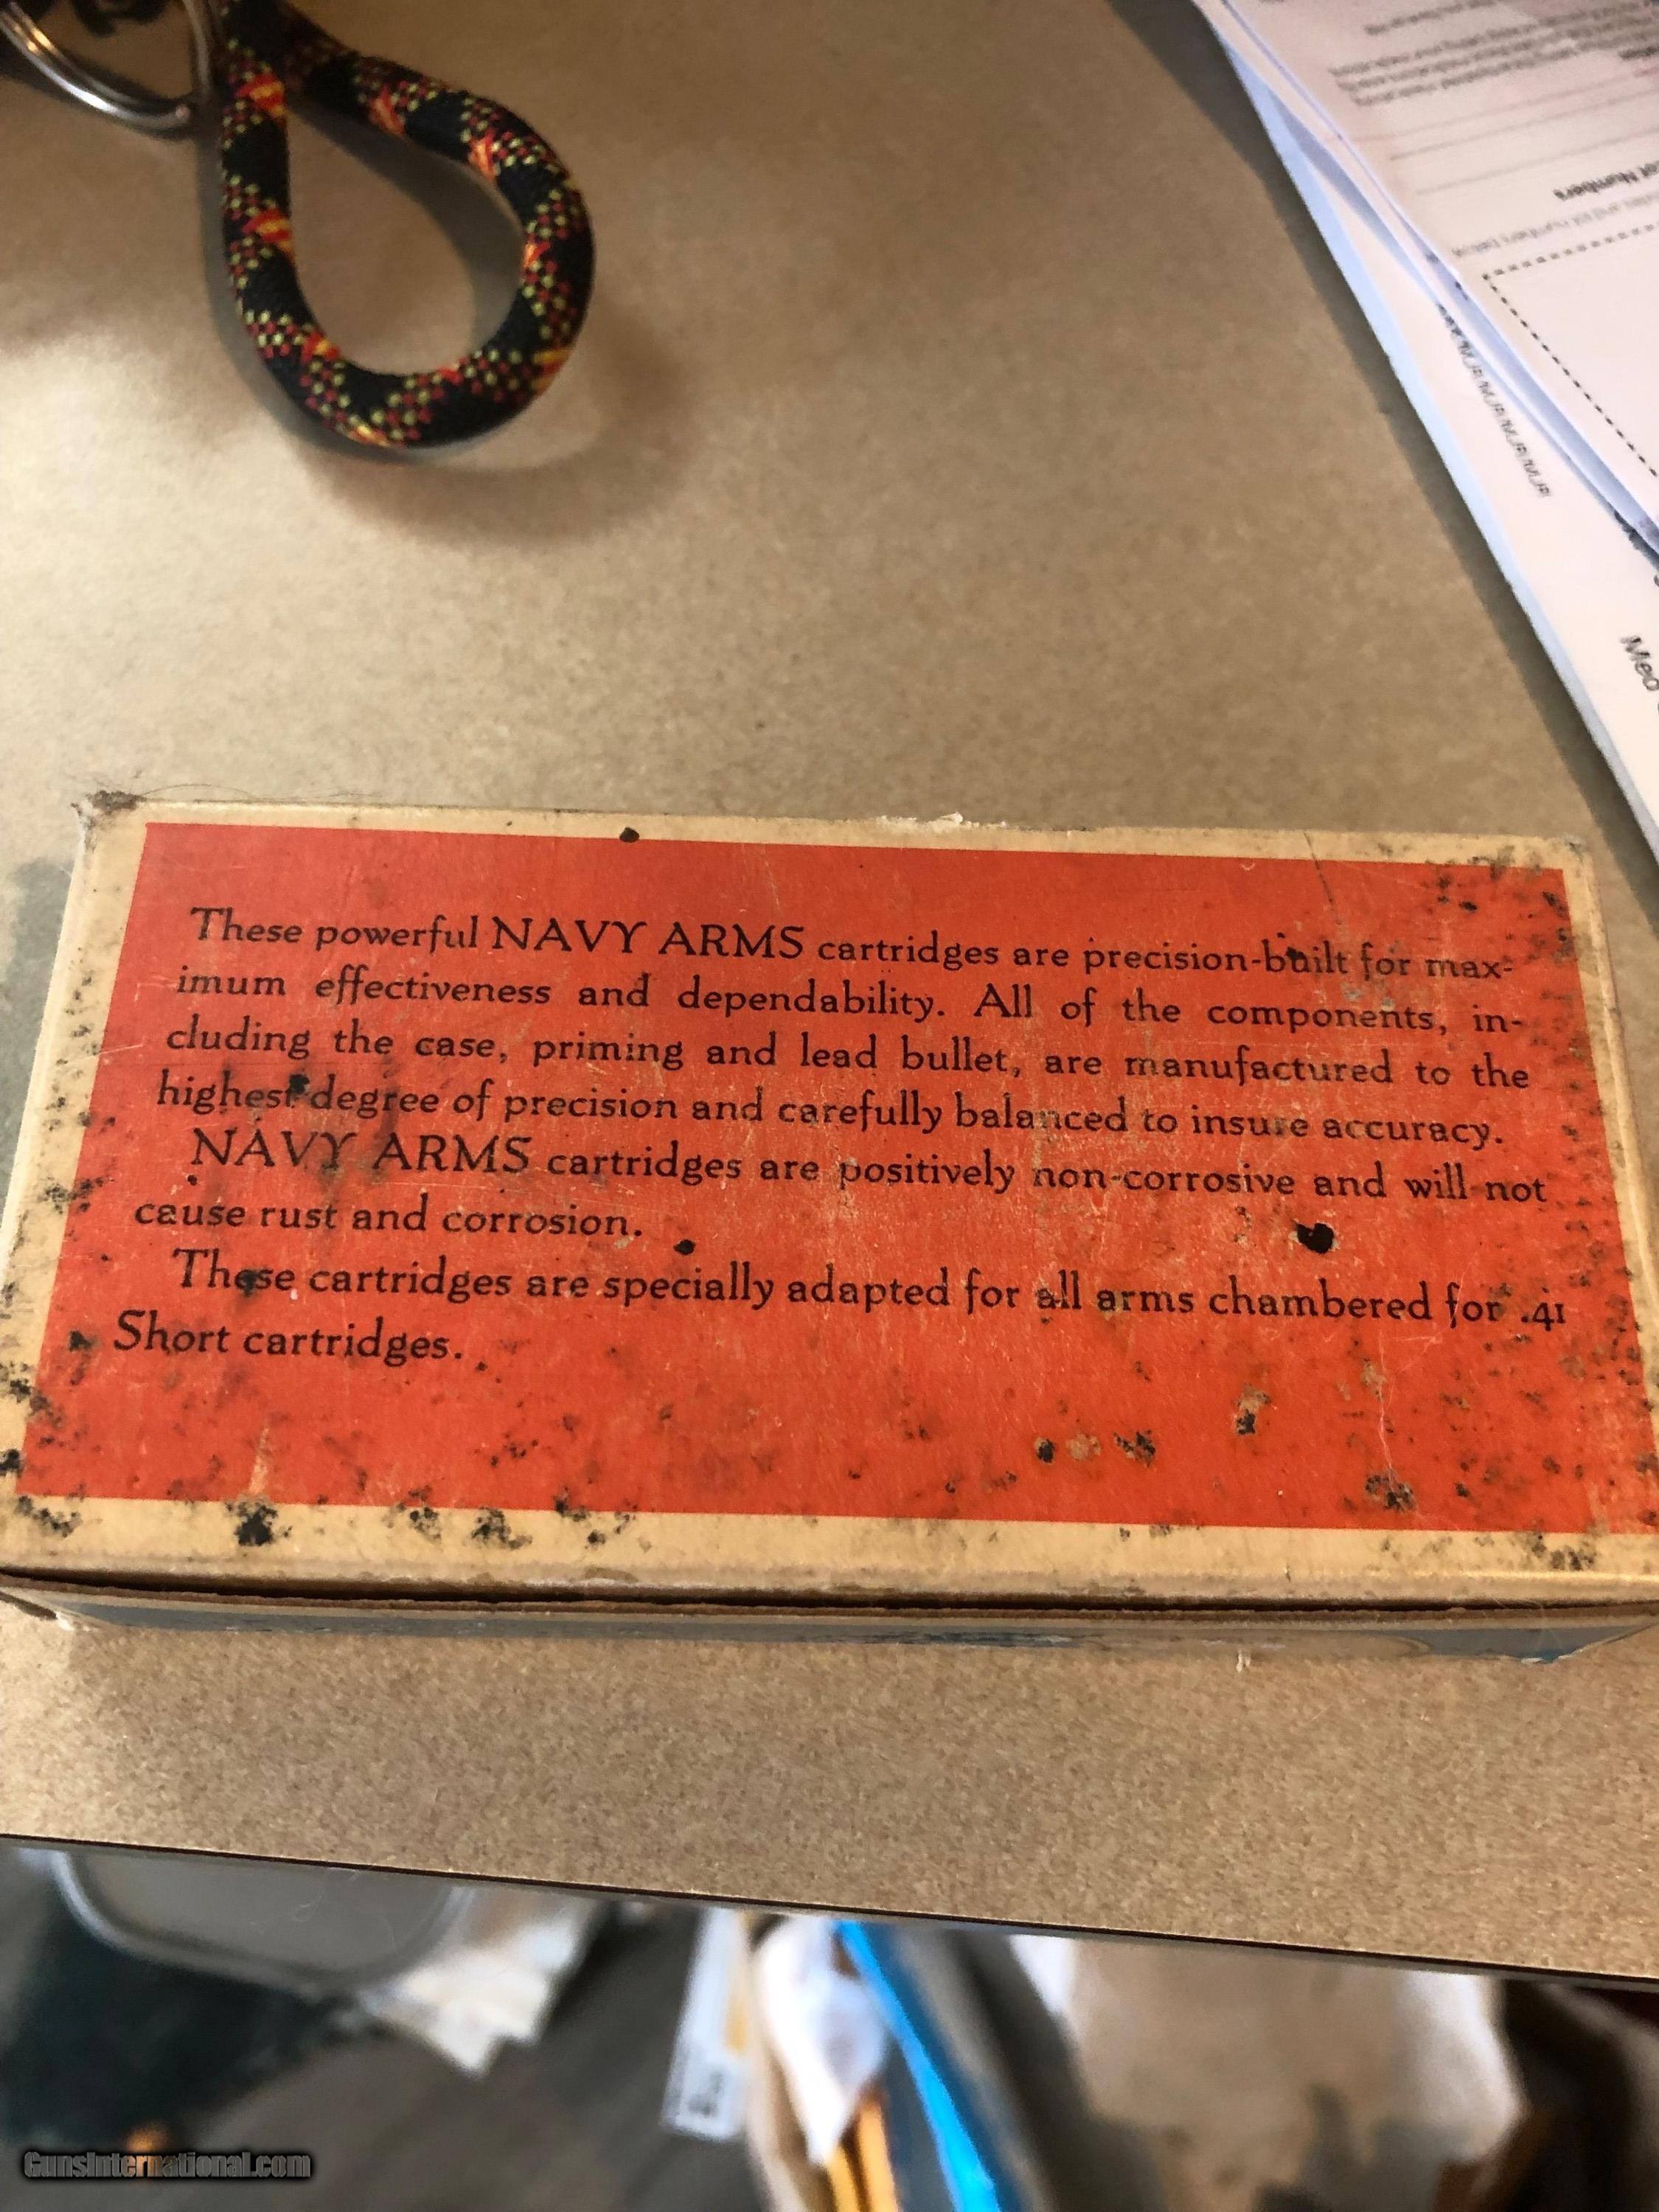 of Numbers
Med
These powerful NAVY ARMS cartridges are precision-built for max-
imum effectiveness and dependability. All of the components, in-
cluding the case, priming and lead bullet, are manufactured to the
highest degree of precision and carefully balanced to insure accuracy.
NAVY ARMS cartridges are positively non-corrosive and will not
cause rust and corrosion.
These cartridges are specially adapted for all arms chambered for .41
Short cartridges.
GunsInternational.com